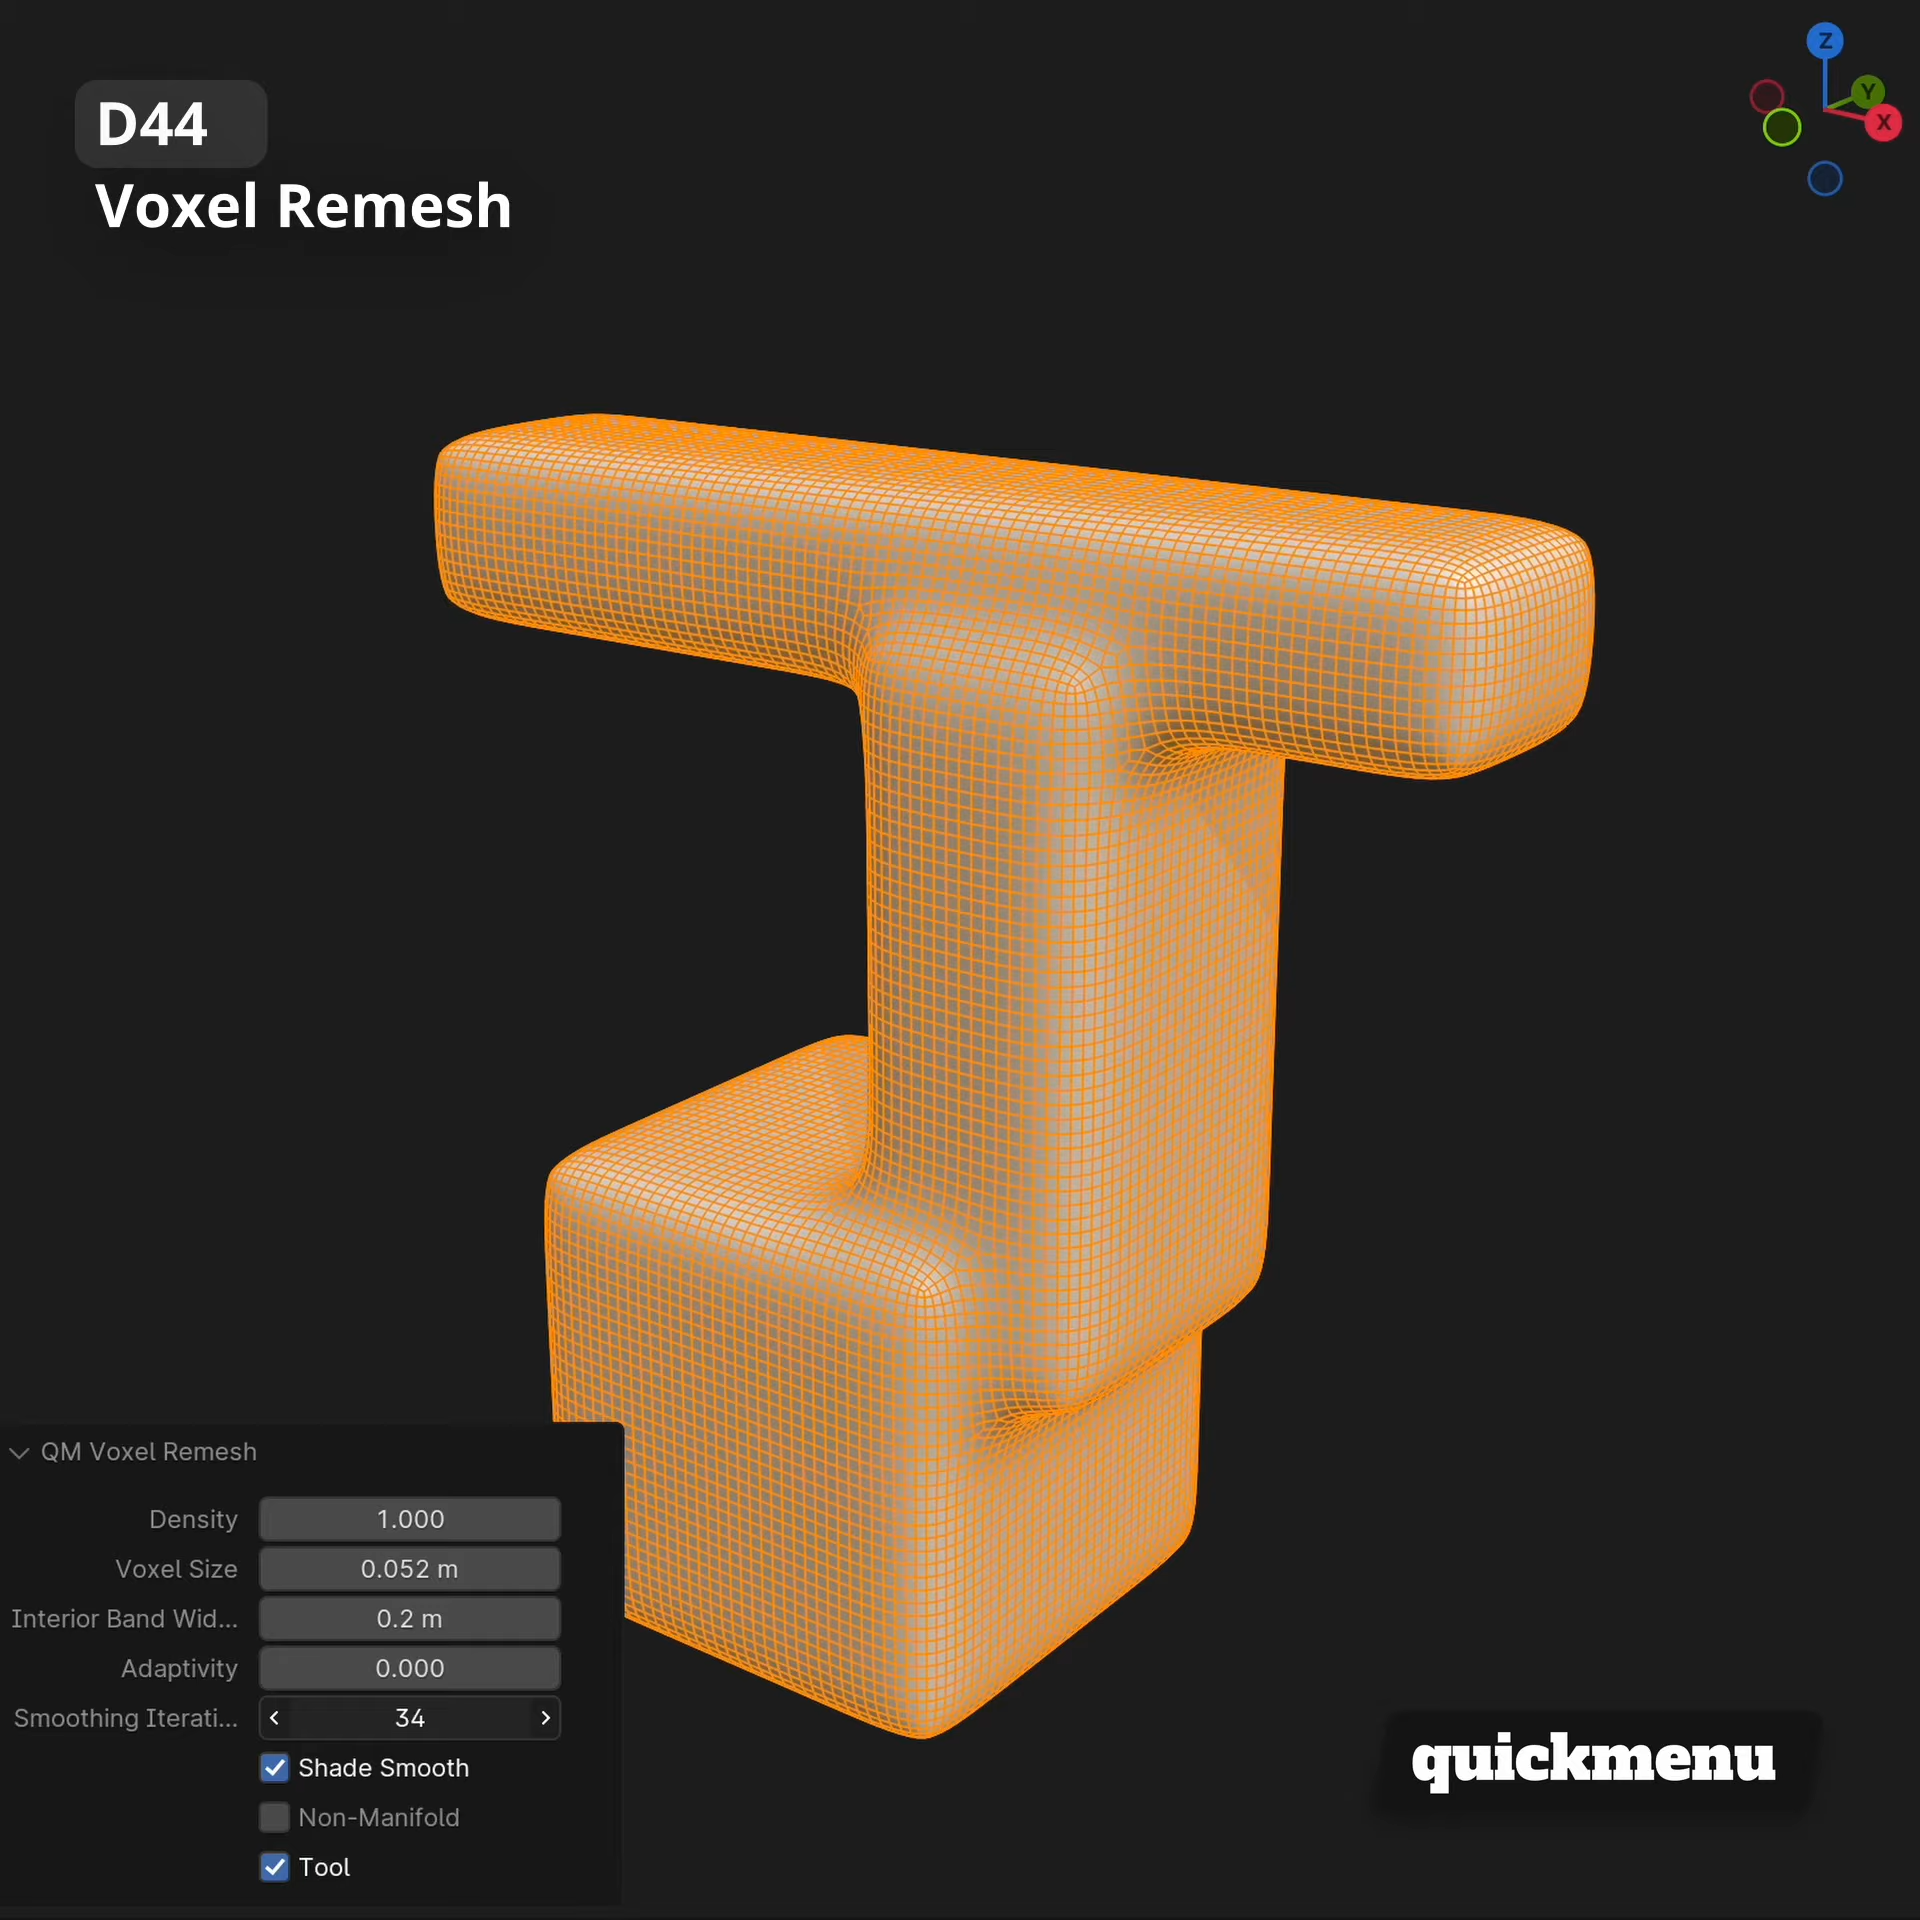 D44
Voxel Remesh
Z
Y
X
QM Voxel Remesh
Density 1.000
Voxel Size 0.052 m
Interior Band Wid... 0.2 m
Adaptivity 0.000
Smoothing Iterati... 34
Shade Smooth
Non-Manifold
Tool
quickmenu